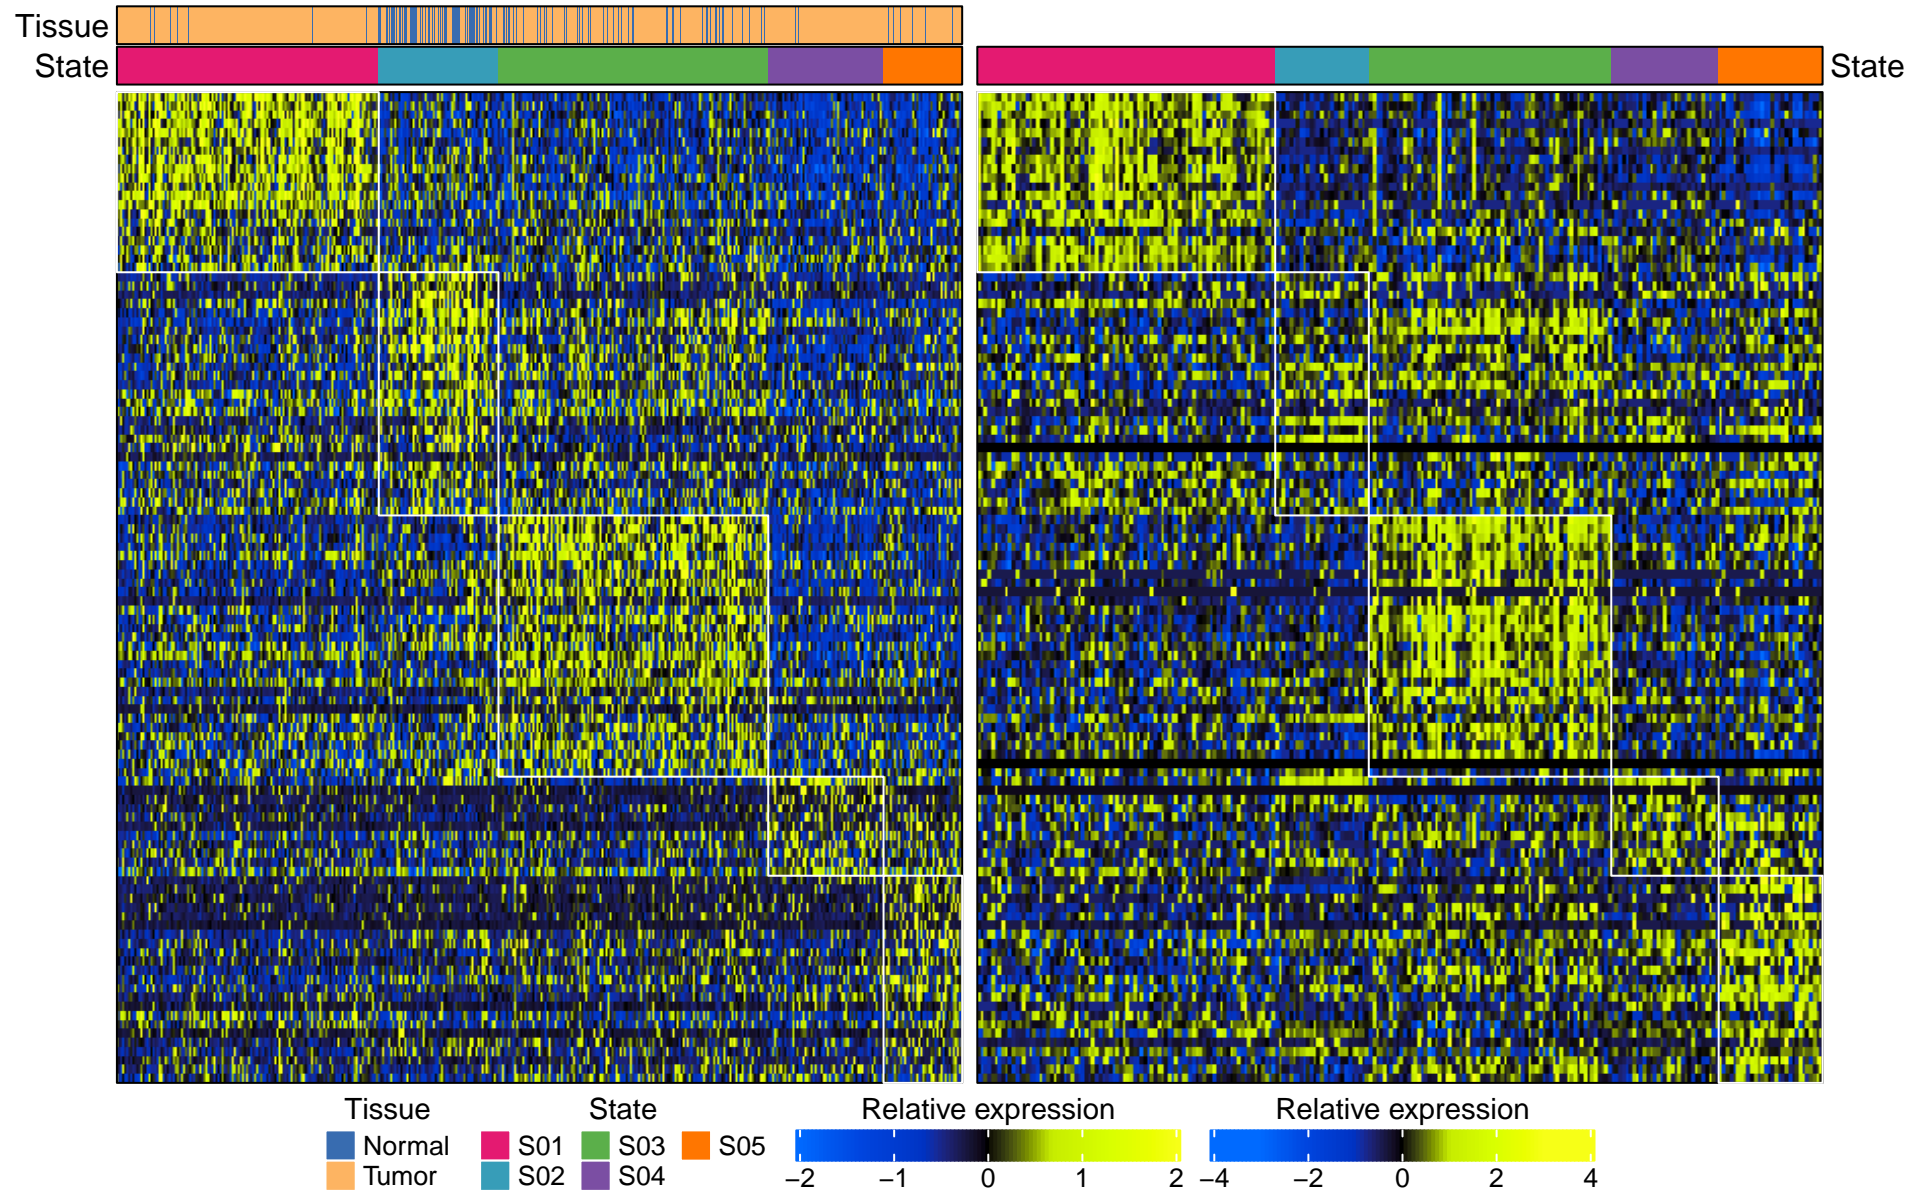 Tissue
State
State
Tissue
Normal
Tumor
State
S01
S02
S03
S04
S05
Relative expression
−2 −1 0 1 2
Relative expression
−4 −2 0 2 4